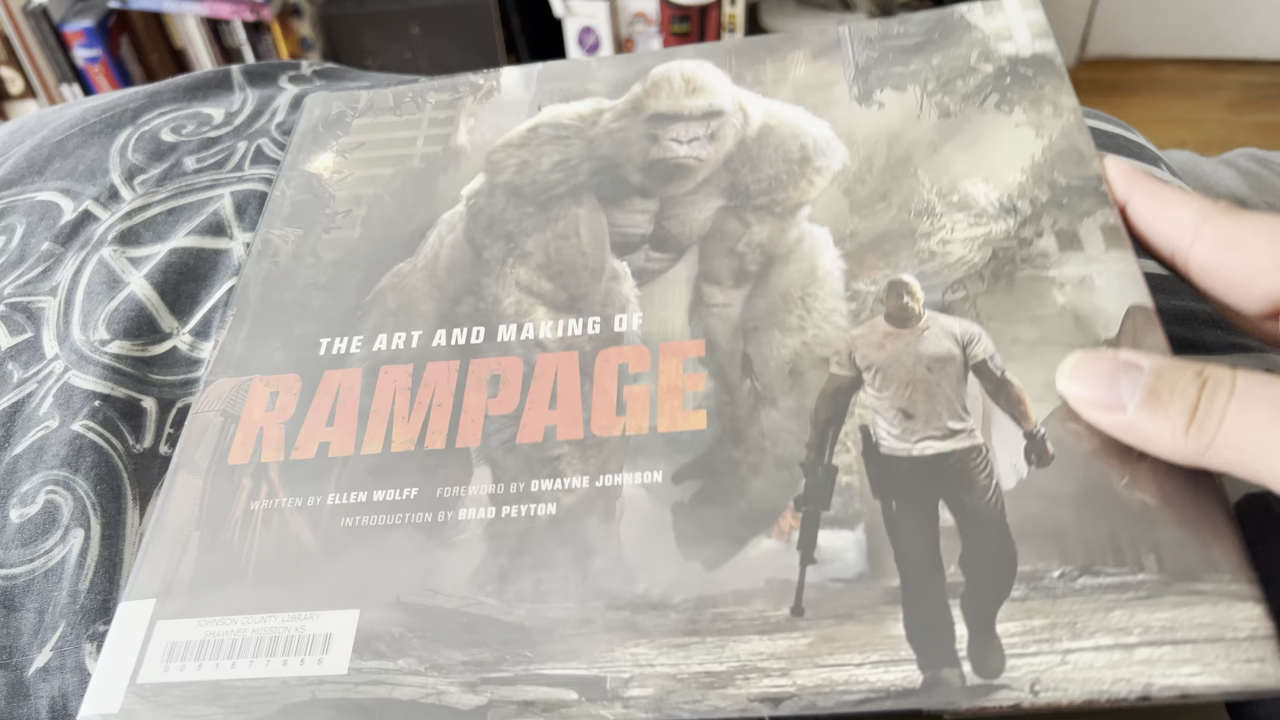 THE ART AND MAKING OF
RAMPAGE
WRITTEN BY ELLEN WOLFF FOREWORD BY DWAYNE JOHNSON
INTRODUCTION BY BRAD PEYTON
JOHNSON COUNTY LIBRARY
SHAWNEE MISSION KS